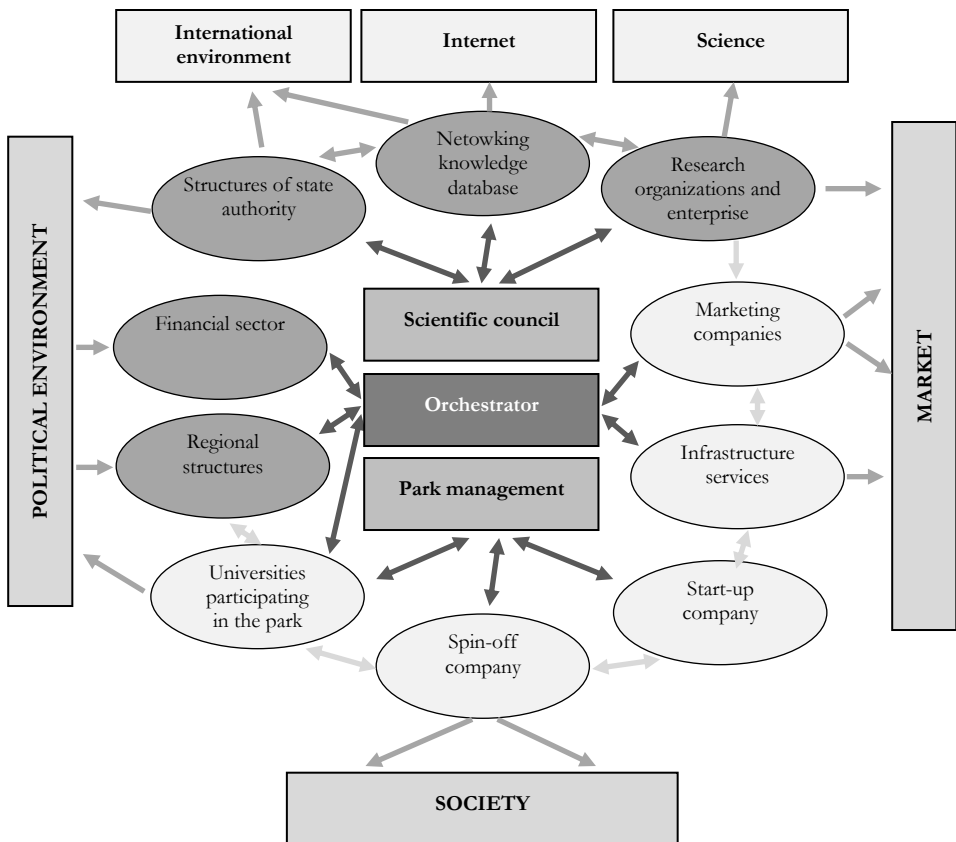 International
environment
Internet
Science
Netowking
knowledge
database
Structures of state
authority
Research
organizations and
enterprise
POLITICAL ENVIRONMENT
MARKET
Financial sector
Scientific council
Marketing
companies
Orchestrator
Regional
structures
Infrastructure
services
Park management
Universities
participating
in the park
Start-up
company
Spin-off
company
SOCIETY